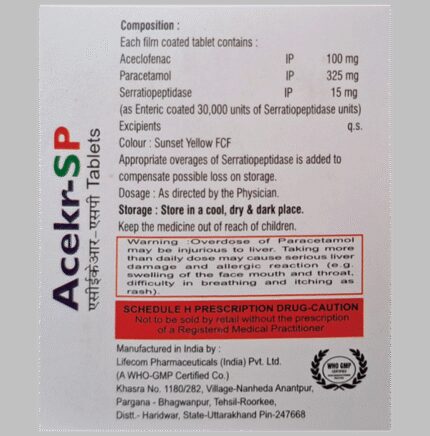 Acekr-SP
एसीईकेआर-एसपी Tablets
Composition :
Each film coated tablet contains :
Aceclofenac IP 100 mg
Paracetamol IP 325 mg
Serratiopeptidase IP 15 mg
(as Enteric coated 30,000 units of Serratiopeptidase units)
Excipients q.s.
Colour : Sunset Yellow FCF
Appropriate overages of Serratiopeptidase is added to
compensate possible loss on storage.
Dosage : As directed by the Physician.
Storage : Store in a cool, dry & dark place.
Keep the medicine out of reach of children.
Warning :Overdose of Paracetamol
may be injurious to liver. Taking more
than daily dose may cause serious liver
damage and allergic reaction (e.g.
swelling of the face mouth and throat,
difficulty in breathing and itching as
rash).
SCHEDULE H PRESCRIPTION DRUG-CAUTION
Not to be sold by retail without the prescription
of a Registered Medical Practitioner
Manufactured in India by :
Lifecom Pharmaceuticals (India) Pvt. Ltd.
(A WHO-GMP Certified Co.)
Khasra No. 1180/282, Village-Nanheda Anantpur,
Pargana - Bhagwanpur, Tehsil-Roorkee,
Distt.- Haridwar, State-Uttarakhand Pin-247668
WHO GMP
CERTIFIED